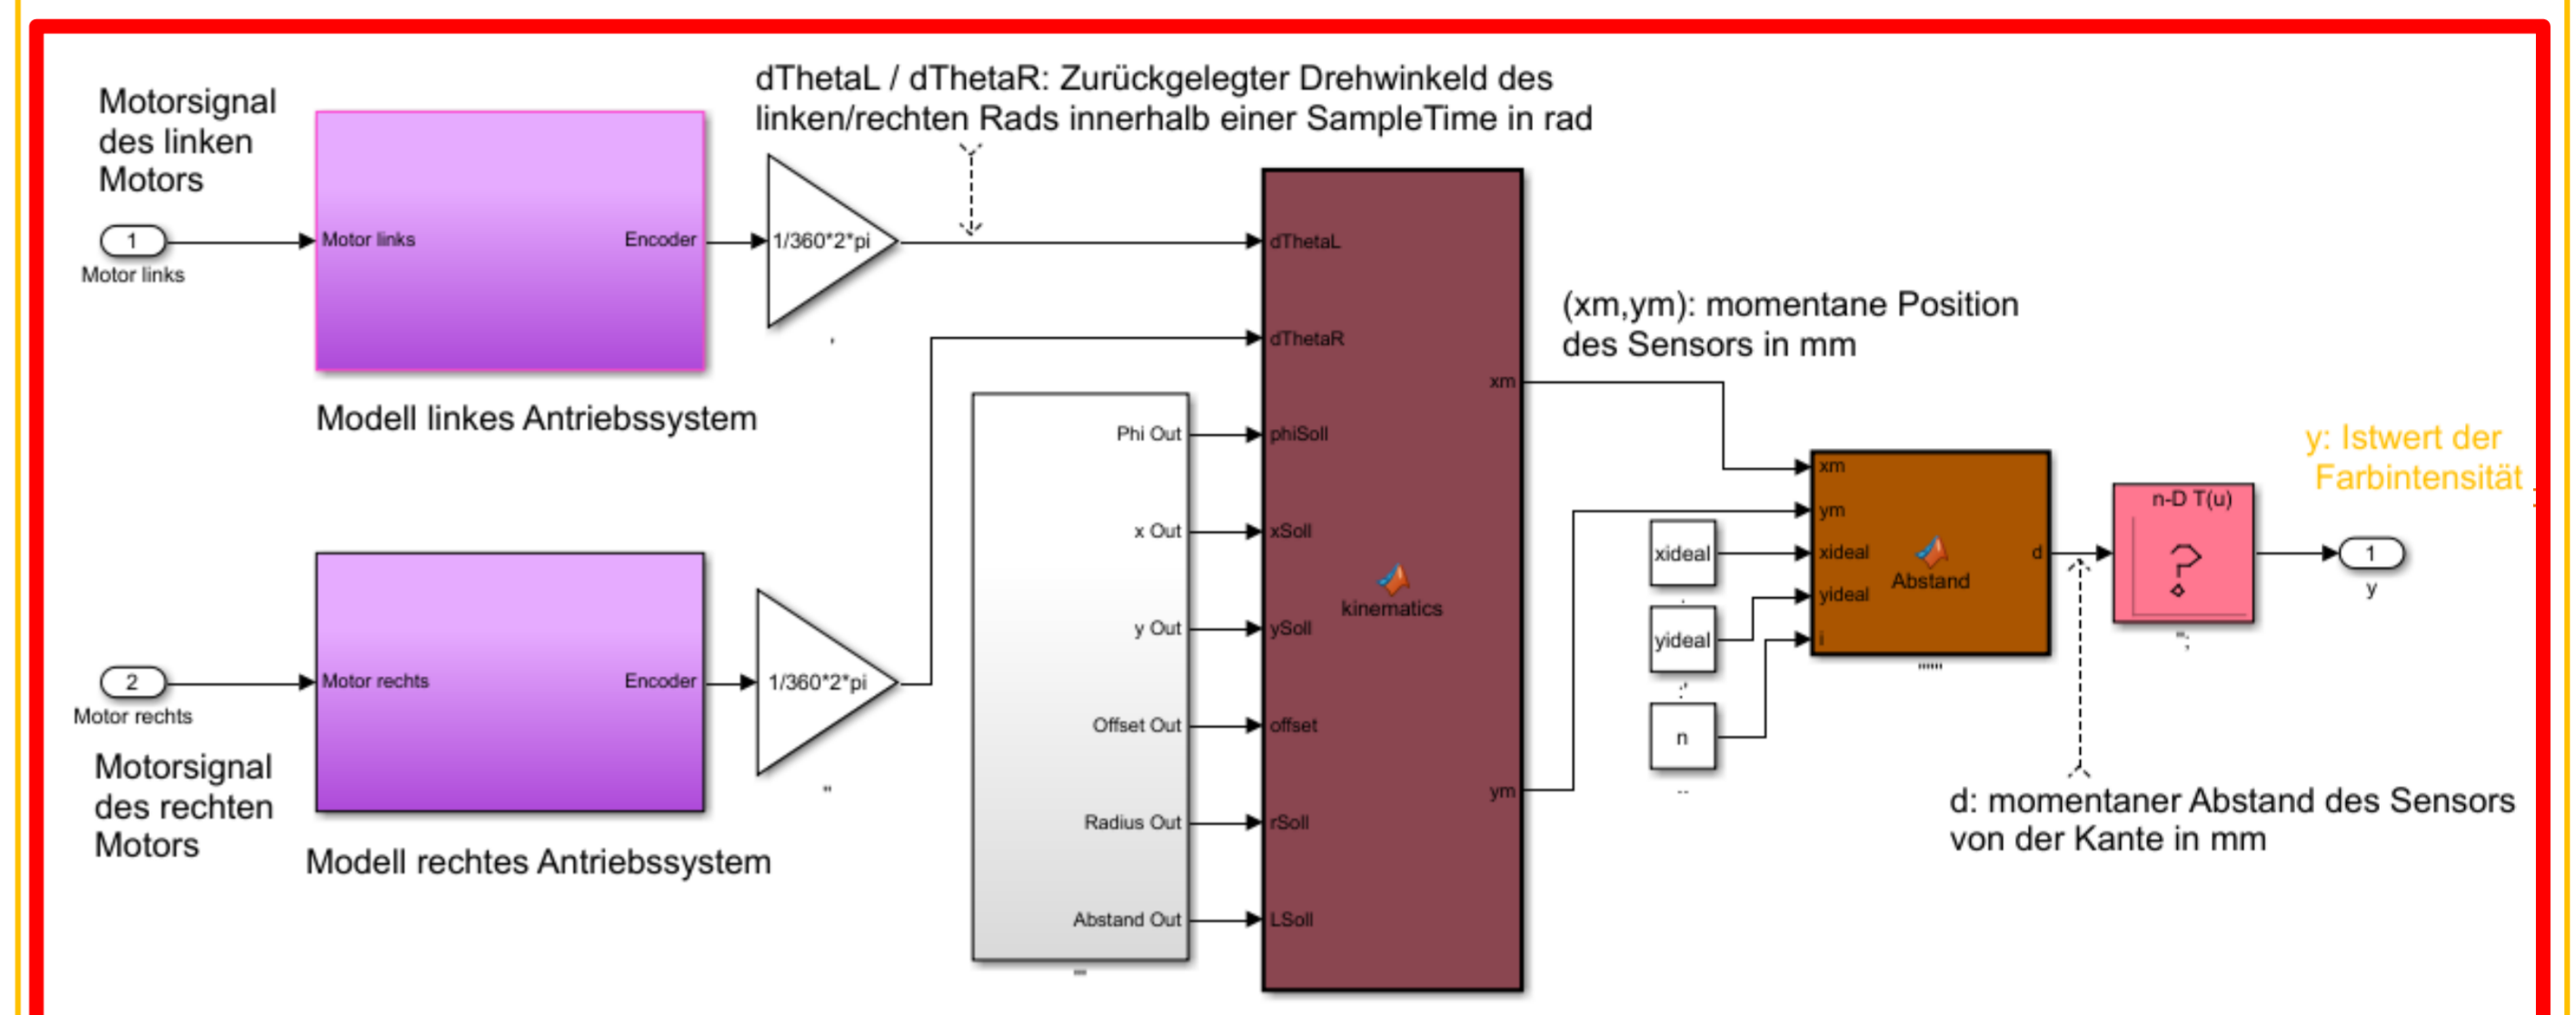 dThetaL / dThetaR: Zurückgelegter Drehwinkeld des
linken/rechten Rads innerhalb einer SampleTime in rad
Motorsignal
des linken
Motors
1
Motor links
Motor links
Encoder
1/360*2*pi
'
Modell linkes Antriebssystem
2
Motor rechts
Motorsignal
des rechten
Motors
Motor rechts
Encoder
1/360*2*pi
"
Modell rechtes Antriebssystem
Phi Out
x Out
y Out
Offset Out
Radius Out
Abstand Out
dThetaL
dThetaR
phiSoll
xSoll
ySoll
offset
rSoll
LSoll
kinematics
xm
ym
(xm,ym): momentane Position
des Sensors in mm
xideal
yideal
n
xm
ym
xideal
yideal
i
Abstand
d
d: momentaner Abstand des Sensors
von der Kante in mm
n-D T(u)
?
y: Istwert der
Farbintensität
1
y